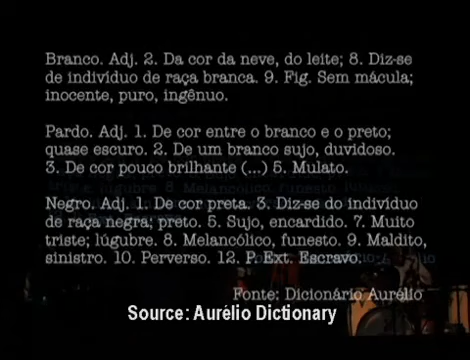 Branco. Adj. 2. Da cor da neve, do leite; 8. Diz-se
de indivíduo de raça branca. 9. Fig. Sem mácula;
inocente, puro, ingênuo.
Pardo. Adj. 1. De cor entre o branco e o preto;
quase escuro. 2. De um branco sujo, duvidoso.
3. De cor pouco brilhante (...) 5. Mulato.
Negro. Adj. 1. De cor preta. 3. Diz-se do indivíduo
de raça negra; preto. 5. Sujo, encardido. 7. Muito
triste; lúgubre. 8. Melancólico, funesto. 9. Maldito,
sinistro. 10. Perverso. 12. P. Ext. Escravo.
Fonte: Dicionário Aurélio
Source: Aurélio Dictionary